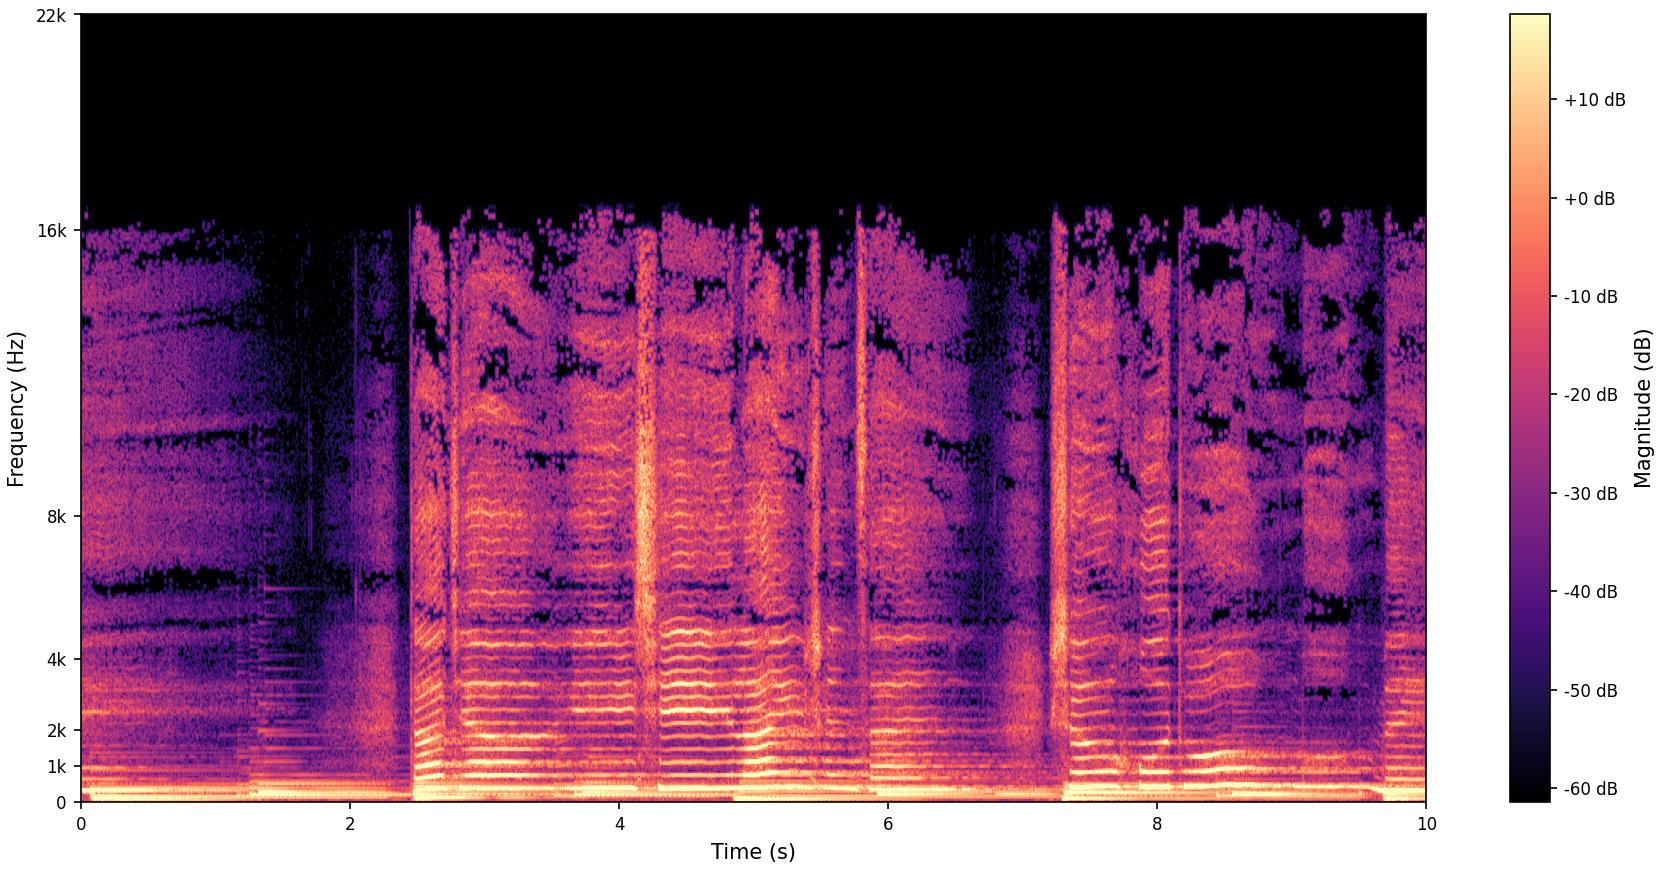 22k
16k
8k
4k
2k
1k
0
0
2
4
6
8
10
Time (s)
Frequency (Hz)
+10 dB
+0 dB
-10 dB
-20 dB
-30 dB
-40 dB
-50 dB
-60 dB
Magnitude (dB)